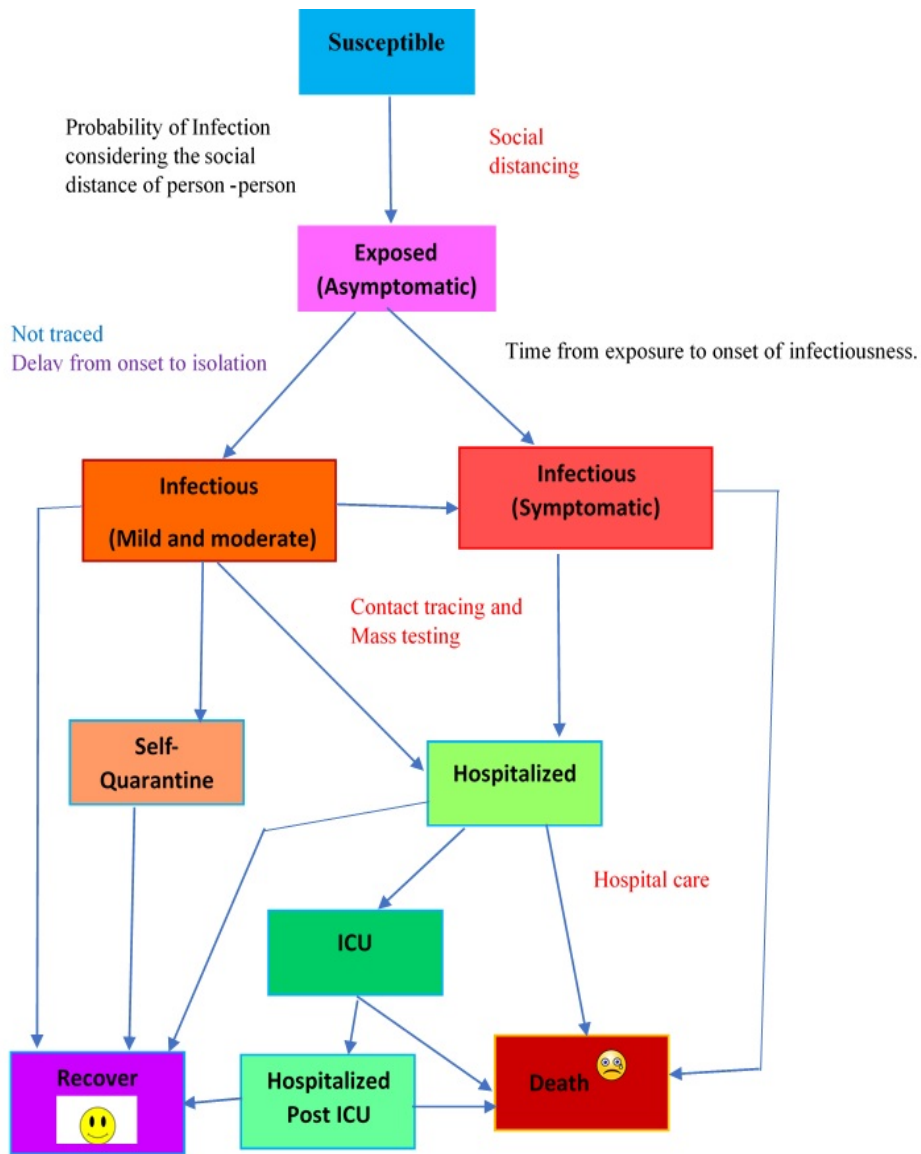 Susceptible
Probability of Infection
considering the social
distance of person -person
Social
distancing
Exposed
(Asymptomatic)
Not traced
Delay from onset to isolation
Time from exposure to onset of infectiousness.
Infectious
(Mild and moderate)
Infectious
(Symptomatic)
Contact tracing and
Mass testing
Self-
Quarantine
Hospitalized
Hospital care
ICU
Recover
Hospitalized
Post ICU
Death